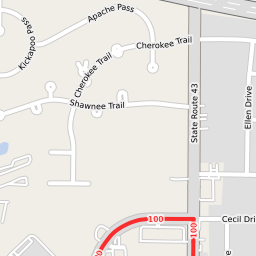 Apache Pass
Kickapoo Pass
Cherokee Trail
Cherokee Trail
Shawnee Trail
State Route 43
Ellen Drive
100
Cecil Dri
100
100